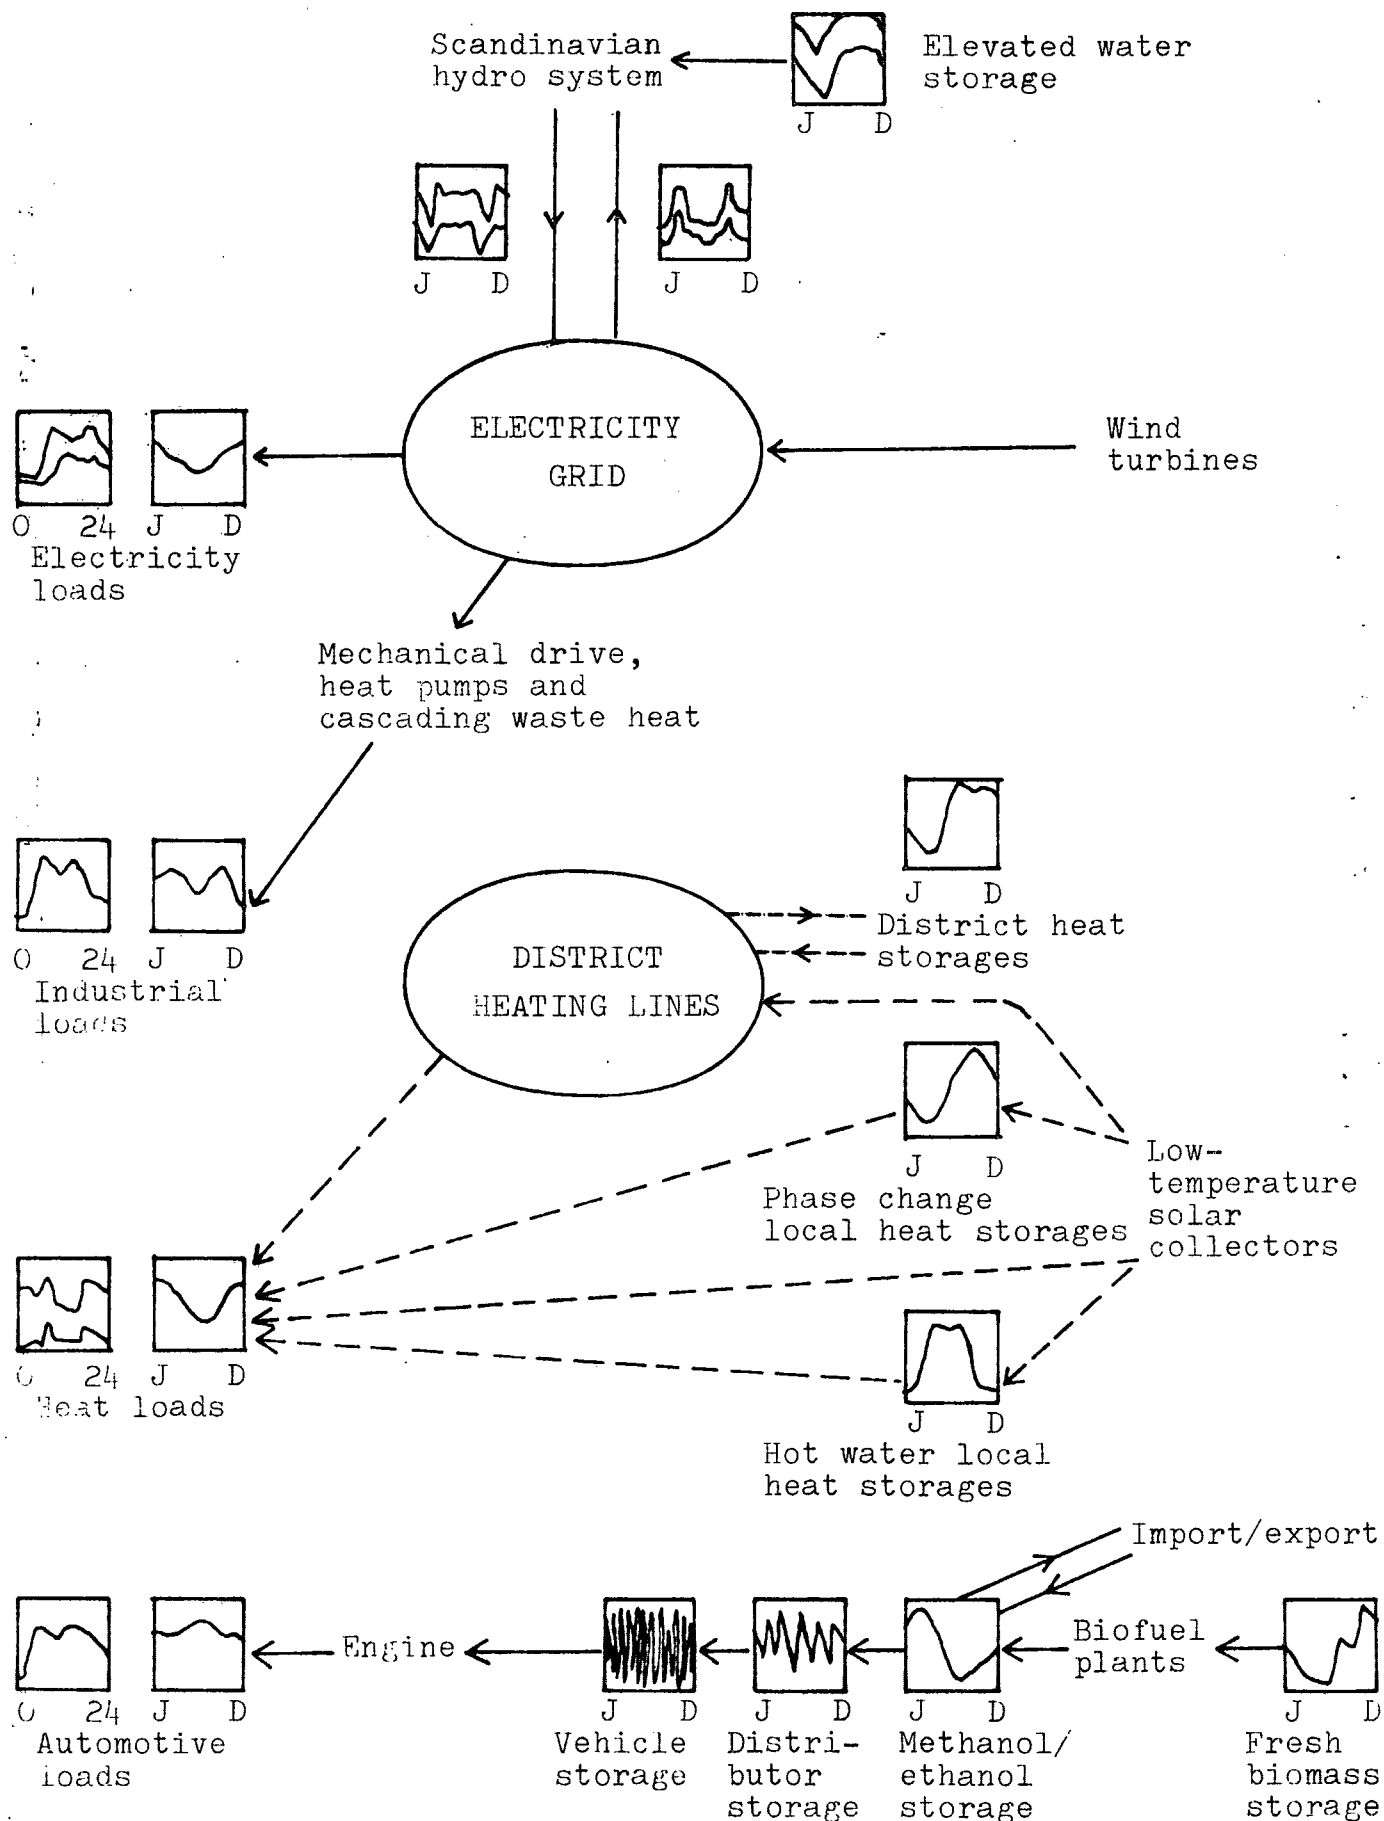 Scandinavian
hydro system
Elevated water
storage
J D
J D
J D
ELECTRICITY
GRID
Wind
turbines
0 24 J D
Electricity
loads
Mechanical drive,
heat pumps and
cascading waste heat
J D
0 24 J D
Industrial
loads
DISTRICT
HEATING LINES
District heat
storages
J D
Phase change
local heat storages
Low-
temperature
solar
collectors
0 24 J D
Heat loads
J D
Hot water local
heat storages
Import/export
Engine
Biofuel
plants
0 24 J D
Automotive
loads
J D
Vehicle
storage
J D
Distri-
butor
storage
J D
Methanol/
ethanol
storage
J D
Fresh
biomass
storage